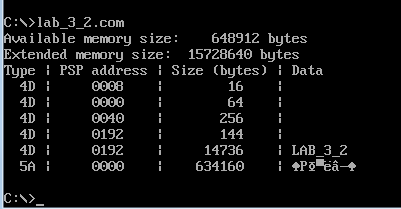 C:\>lab_3_2.com
Available memory size:    648912 bytes
Extended memory size:  15728640 bytes
Type ¦ PSP address ¦ Size (bytes) ¦ Data
4D ¦ 0008 ¦ 16 ¦
4D ¦ 0000 ¦ 64 ¦
4D ¦ 0040 ¦ 256 ¦
4D ¦ 0192 ¦ 144 ¦
4D ¦ 0192 ¦ 14736 ¦ LAB_3_2
5A ¦ 0000 ¦ 634160 ¦
C:\>_